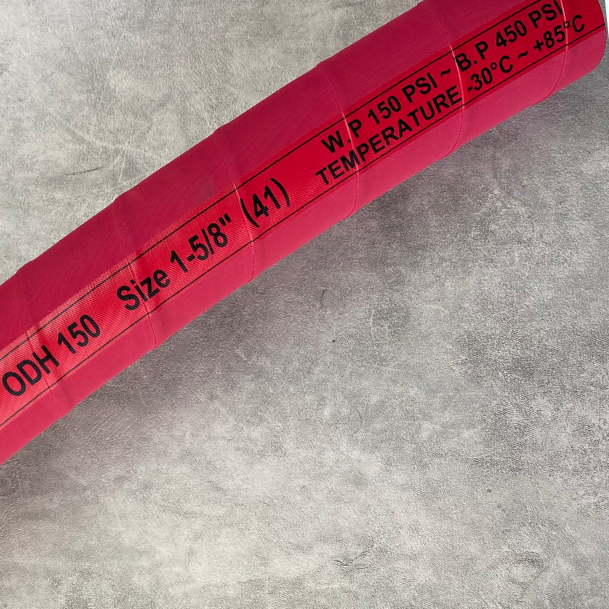 ODH 150 Size 1-5/8" (41) W.P 150 PSI ~ B.P 450 PSI
TEMPERATURE -30°C ~ +85°C